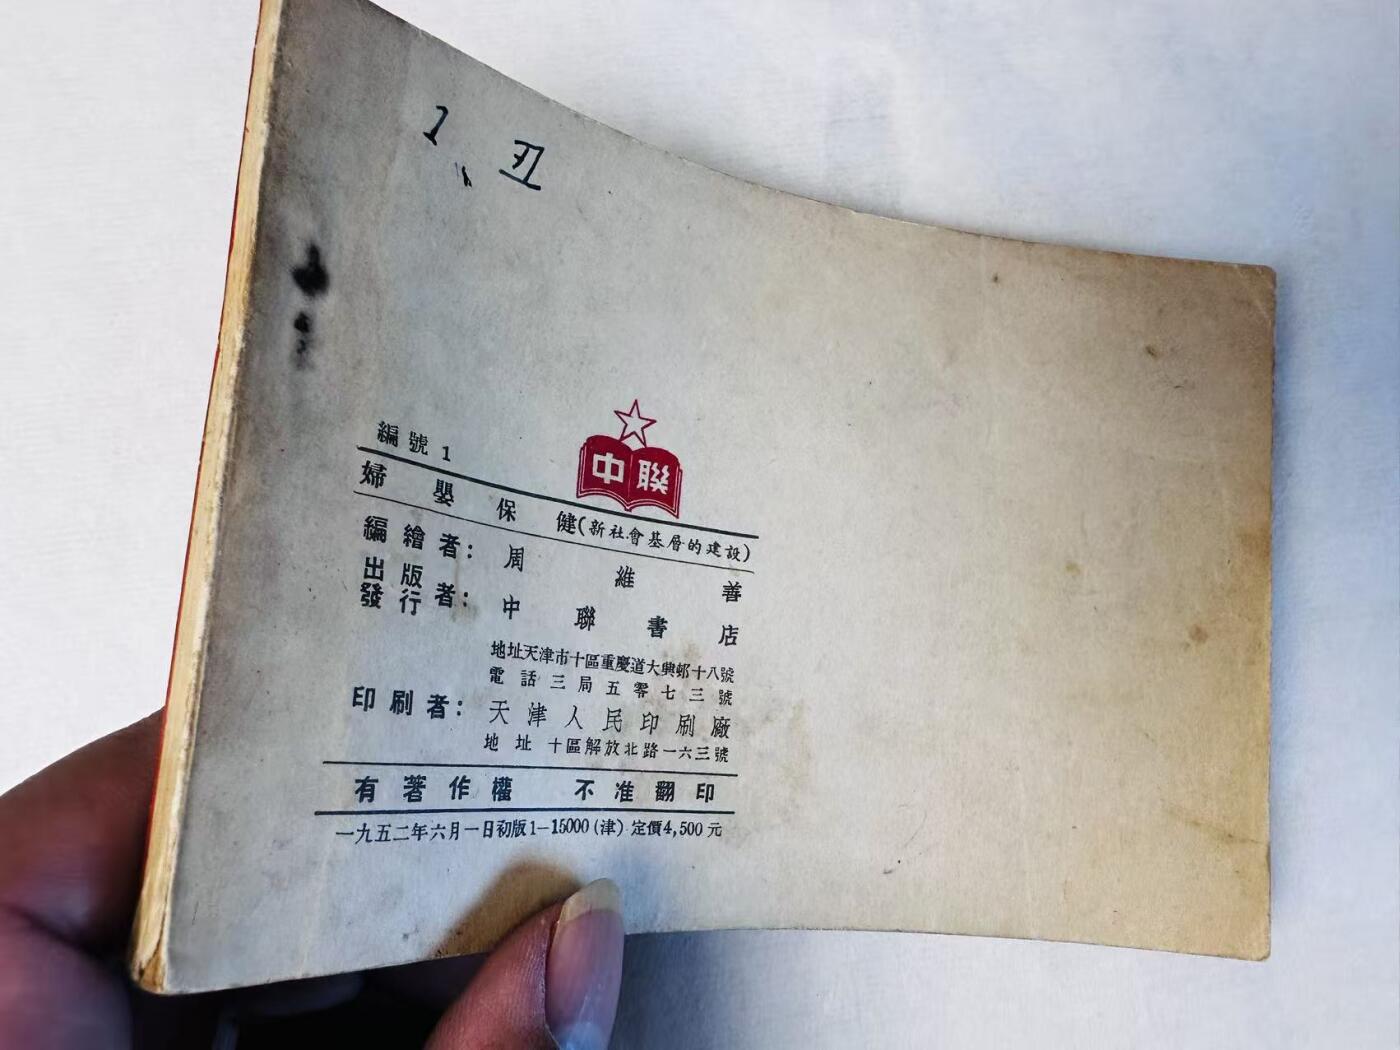 1 五
中聯
編號 1
婦嬰保健(新社會基層的建設)
編繪者：周維善
出版
發行者：中聯書店
地址天津市十區重慶道大興邨十八號
電話三局五零七三號
印刷者：天津人民印刷廠
地址 十區解放北路一六三號
有著作權 不准翻印
一九五二年六月一日初版1—15000(津) 定價4,500元